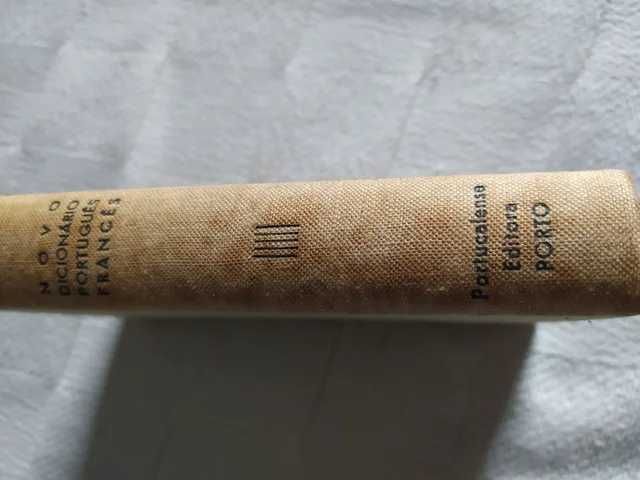 NOVO
DICIONÁRIO
PORTUGUÊS
FRANCÊS
Portucalense
Editora
PORTO